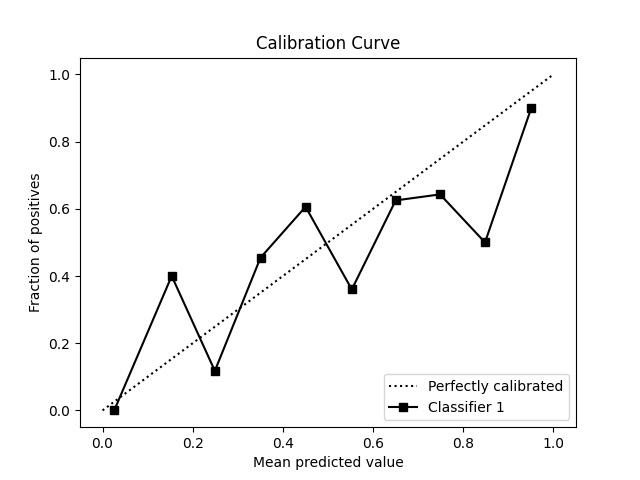 Calibration Curve
1.0
0.8
0.6
0.4
0.2
0.0
Fraction of positives
Perfectly calibrated
Classifier 1
0.0 0.2 0.4 0.6 0.8 1.0
Mean predicted value